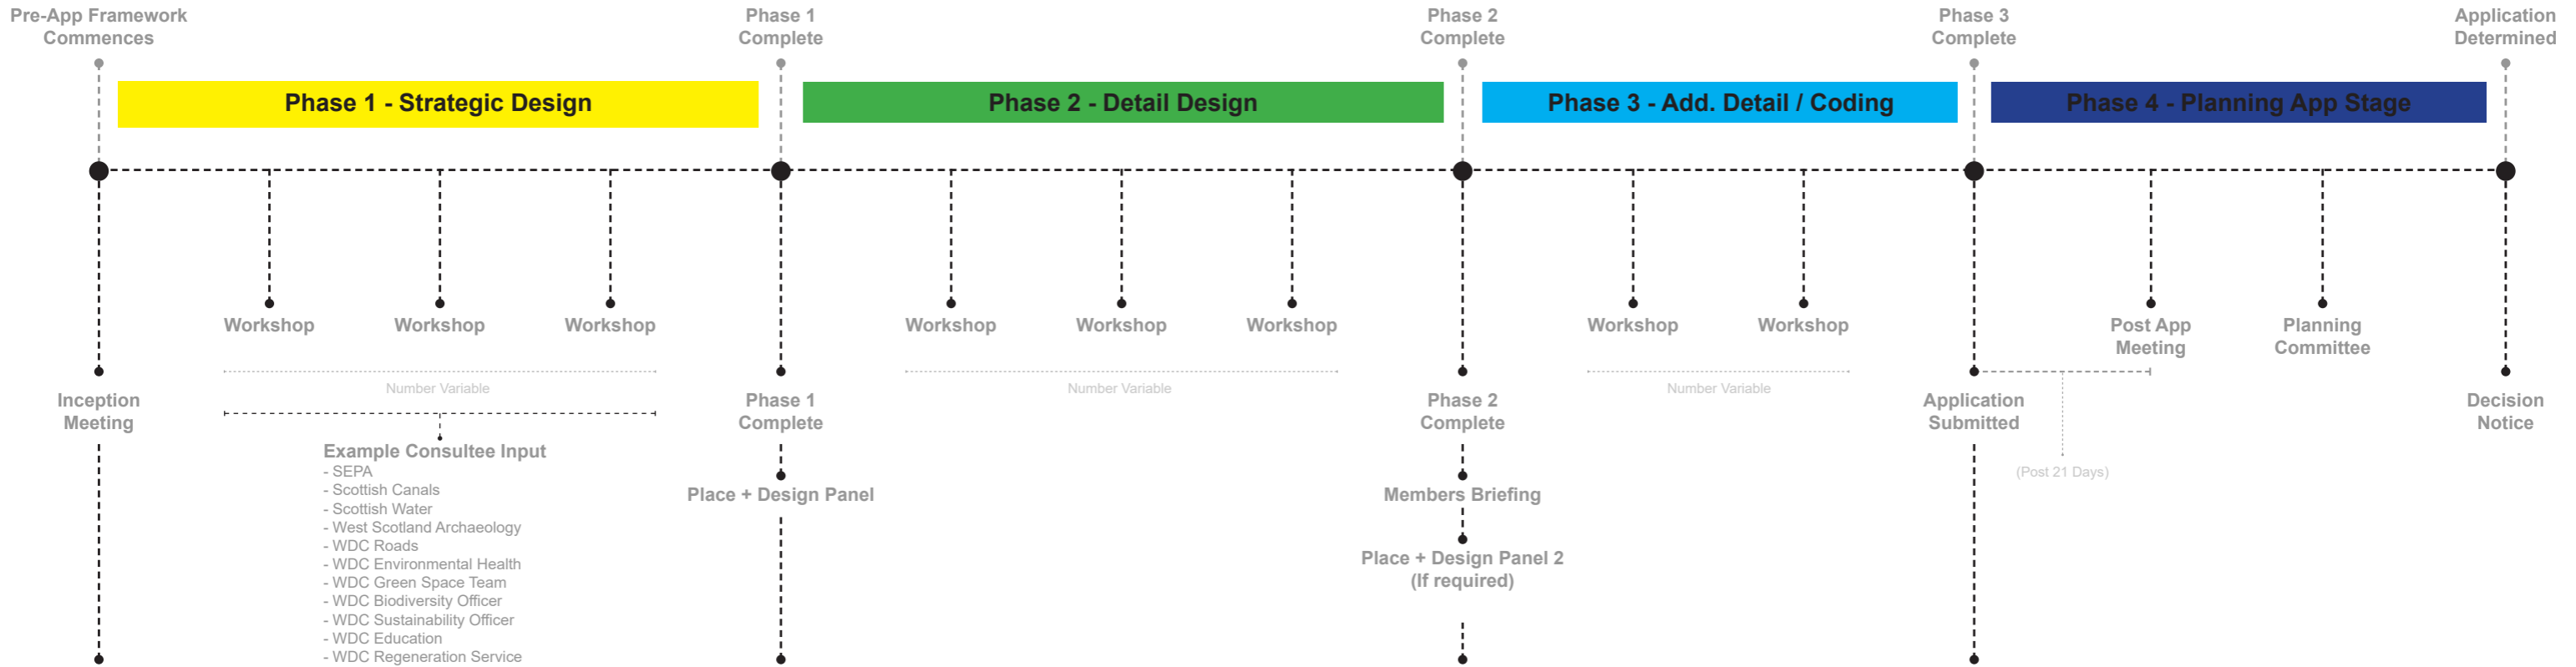 Pre-App Framework
Commences
Phase 1
Complete
Phase 2
Complete
Phase 3
Complete
Application
Determined
Phase 1 - Strategic Design
Phase 2 - Detail Design
Phase 3 - Add. Detail / Coding
Phase 4 - Planning App Stage
Workshop
Workshop
Workshop
Workshop
Workshop
Workshop
Workshop
Workshop
Post App
Meeting
Planning
Committee
Number Variable
Number Variable
Number Variable
Inception
Meeting
Phase 1
Complete
Phase 2
Complete
Application
Submitted
Decision
Notice
Example Consultee Input
- SEPA
- Scottish Canals
- Scottish Water
- West Scotland Archaeology
- WDC Roads
- WDC Environmental Health
- WDC Green Space Team
- WDC Biodiversity Officer
- WDC Sustainability Officer
- WDC Education
- WDC Regeneration Service
Place + Design Panel
Members Briefing
Place + Design Panel 2
(If required)
(Post 21 Days)